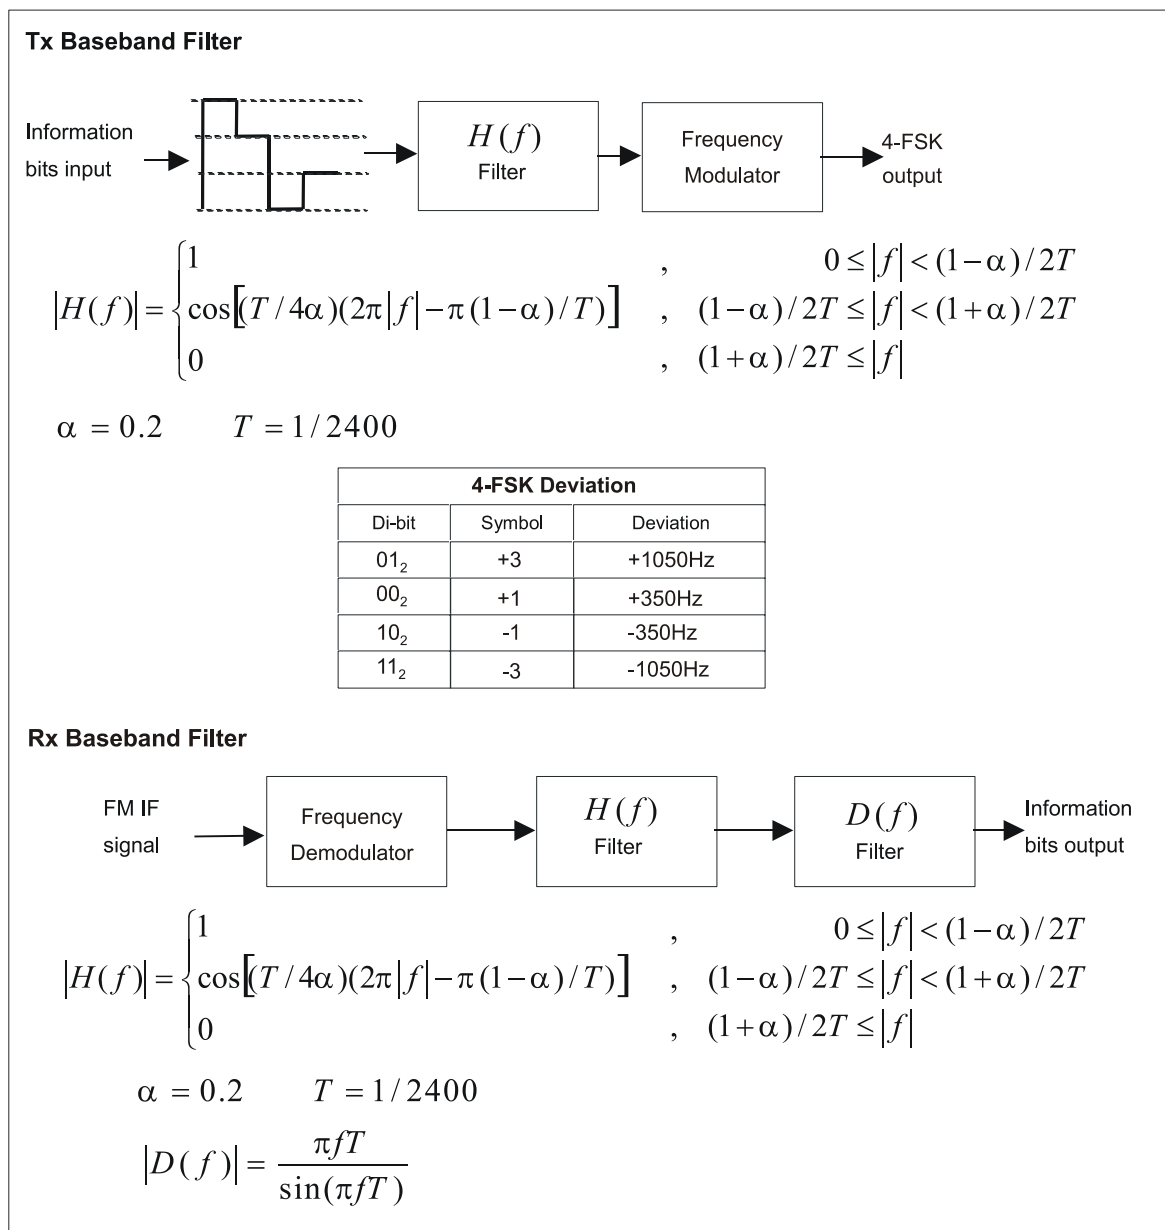 Tx Baseband Filter
Information bits input
H(f) Filter
Frequency Modulator
4-FSK output
|H(f)| = { 1 , 0 ≤ |f| < (1−α)/2T
cos[(T/4α)(2π|f|−π(1−α)/T)] , (1−α)/2T ≤ |f| < (1+α)/2T
0 , (1+α)/2T ≤ |f|
α = 0.2 T = 1/2400
4-FSK Deviation
Di-bit Symbol Deviation
01₂ +3 +1050Hz
00₂ +1 +350Hz
10₂ -1 -350Hz
11₂ -3 -1050Hz
Rx Baseband Filter
FM IF signal
Frequency Demodulator
H(f) Filter
D(f) Filter
Information bits output
|H(f)| = { 1 , 0 ≤ |f| < (1−α)/2T
cos[(T/4α)(2π|f|−π(1−α)/T)] , (1−α)/2T ≤ |f| < (1+α)/2T
0 , (1+α)/2T ≤ |f|
α = 0.2 T = 1/2400
|D(f)| = πfT / sin(πfT)